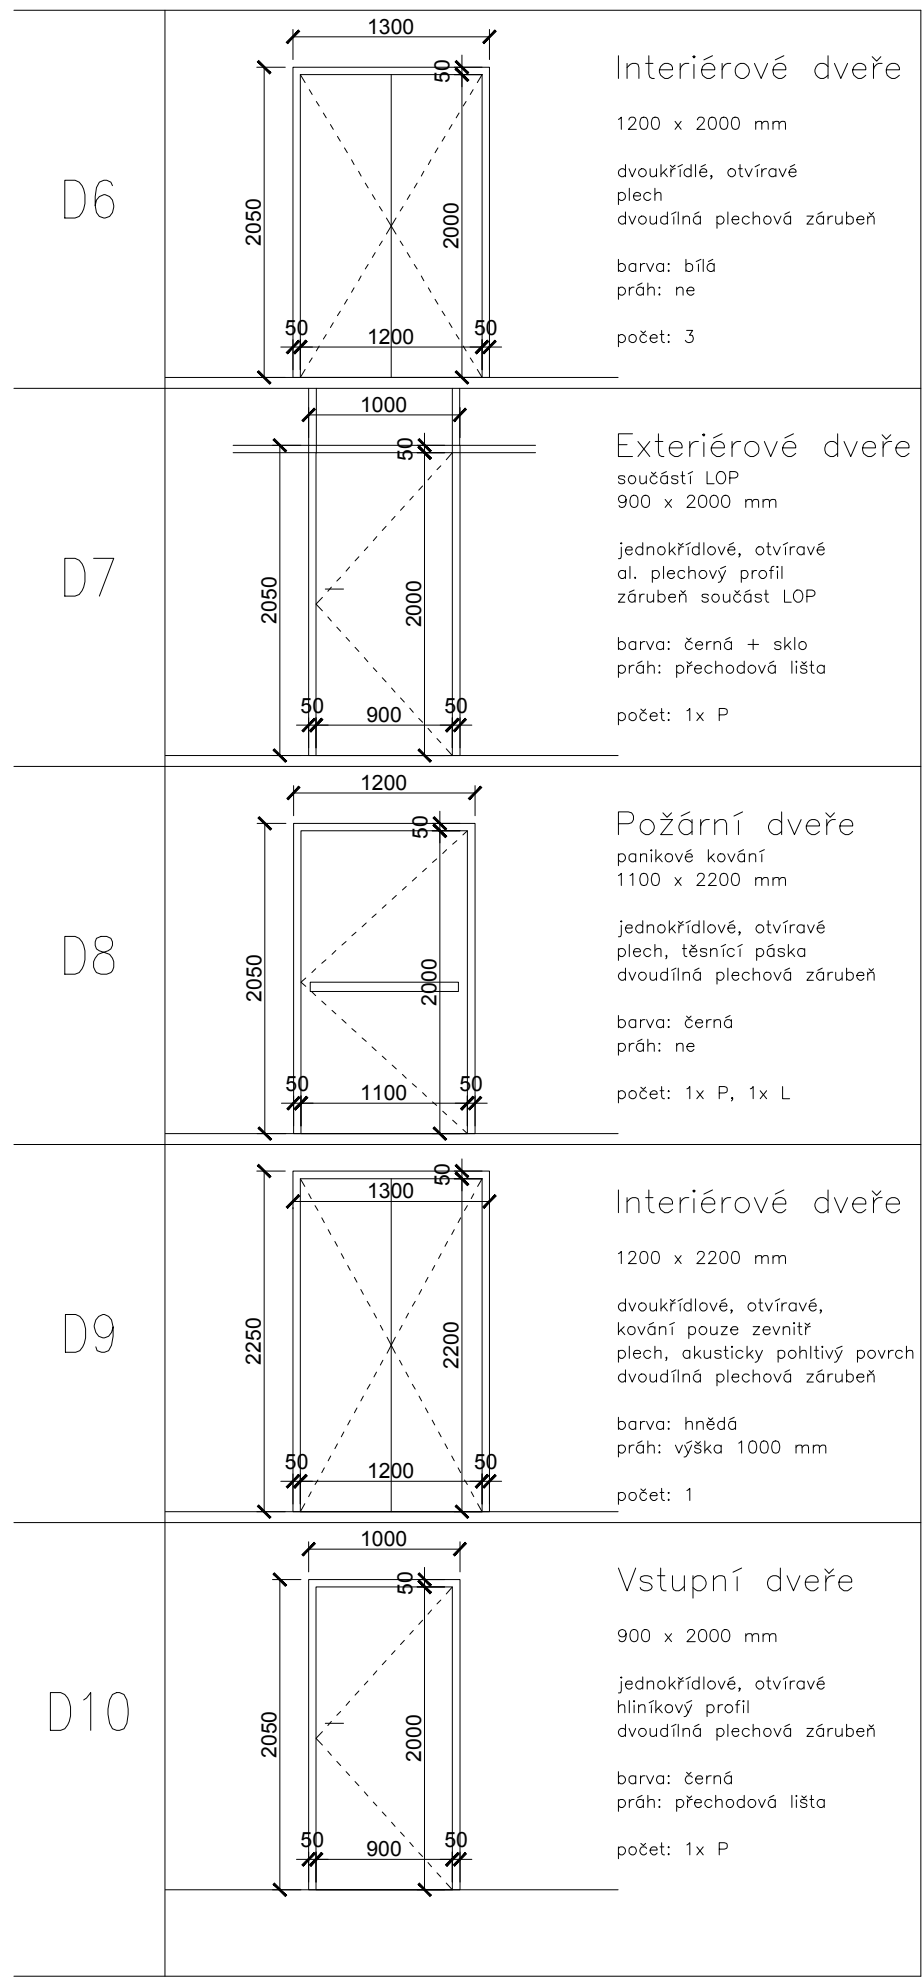 D6
1300
50
2050
2000
50
1200
50
Interiérové dveře
1200 x 2000 mm
dvoukřídlé, otvíravé
plech
dvoudílná plechová zárubeň
barva: bílá
práh: ne
počet: 3
D7
1000
50
2050
2000
50
900
50
Exteriérové dveře
součástí LOP
900 x 2000 mm
jednokřídlové, otvíravé
al. plechový profil
zárubeň součást LOP
barva: černá + sklo
práh: přechodová lišta
počet: 1x P
D8
1200
50
2050
2000
50
1100
50
Požární dveře
panikové kování
1100 x 2200 mm
jednokřídlové, otvíravé
plech, těsnící páska
dvoudílná plechová zárubeň
barva: černá
práh: ne
počet: 1x P, 1x L
D9
50
1300
2250
2200
50
1200
50
Interiérové dveře
1200 x 2200 mm
dvoukřídlové, otvíravé,
kování pouze zevnitř
plech, akusticky pohltivý povrch
dvoudílná plechová zárubeň
barva: hnědá
práh: výška 1000 mm
počet: 1
D10
1000
50
2050
2000
50
900
50
Vstupní dveře
900 x 2000 mm
jednokřídlové, otvíravé
hliníkový profil
dvoudílná plechová zárubeň
barva: černá
práh: přechodová lišta
počet: 1x P